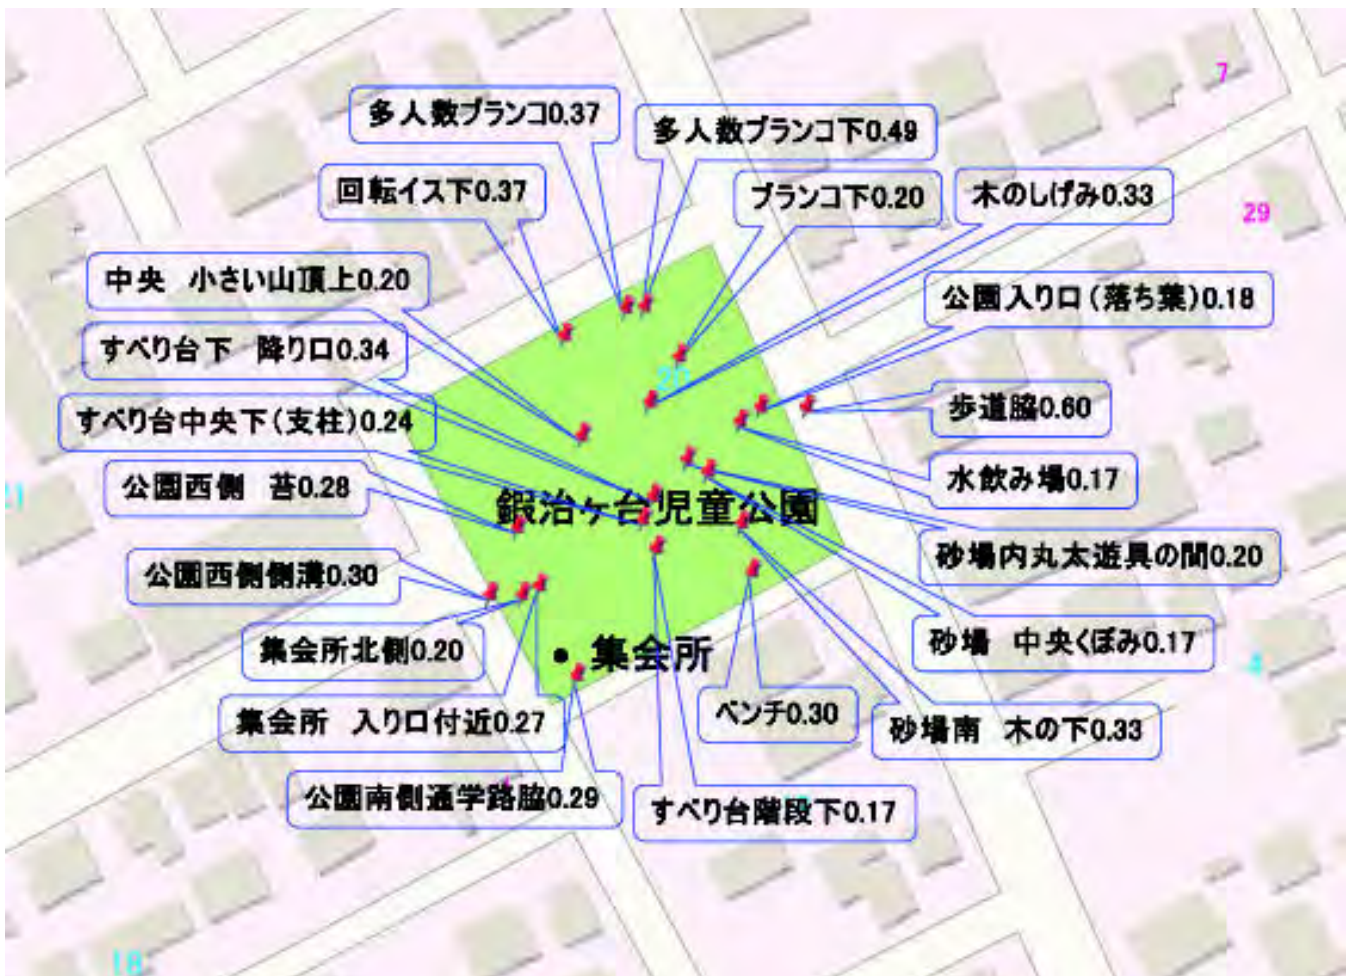 7
多人数ブランコ0.37
多人数ブランコ下0.49
回転イス下0.37
ブランコ下0.20
木のしげみ0.33
29
中央 小さい山頂上0.20
公園入り口(落ち葉)0.18
すべり台下 降り口0.34
20
すべり台中央下(支柱)0.24
歩道脇0.60
公園西側 苔0.28
水飲み場0.17
21
鍛冶ヶ台児童公園
公園西側側溝0.30
砂場内丸太遊具の間0.20
集会所北側0.20
集会所
砂場 中央くぼみ0.17
4
集会所 入り口付近0.27
ベンチ0.30
砂場南 木の下0.33
公園南側通学路脇0.29
すべり台階段下0.17
18